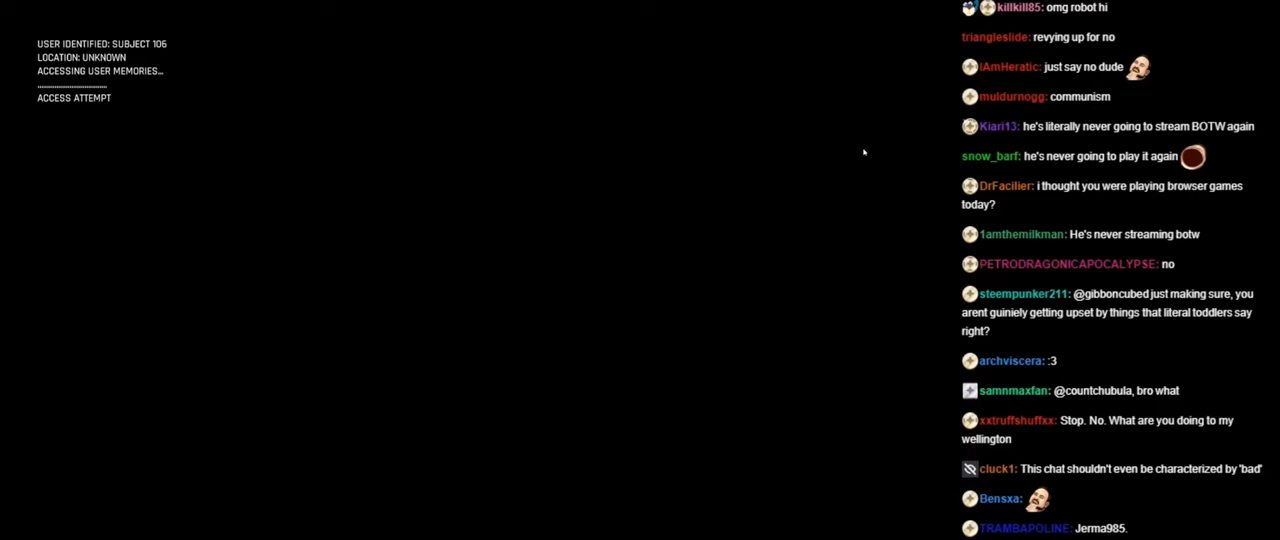 USER IDENTIFIED: SUBJECT 106
LOCATION: UNKNOWN
ACCESSING USER MEMORIES...
....................................
ACCESS ATTEMPT
killkill85: omg robot hi
triangleslide: revying up for no
IAmHeratic: just say no dude
muldurnogg: communism
Kiari13: he's literally never going to stream BOTW again
snow_barf: he's never going to play it again
DrFacilier: i thought you were playing browser games
today?
1amthemilkman: He's never streaming botw
PETRODRAGONICAPOCALYPSE: no
steempunker211: @gibboncubed just making sure, you
arent guiniely getting upset by things that literal toddlers say
right?
archviscera: :3
samnmaxfan: @countchubula, bro what
xxtruffshuffxx: Stop. No. What are you doing to my
wellington
cluck1: This chat shouldn't even be characterized by 'bad'
Bensxa:
TRAMBAPOLINE: Jerma985.